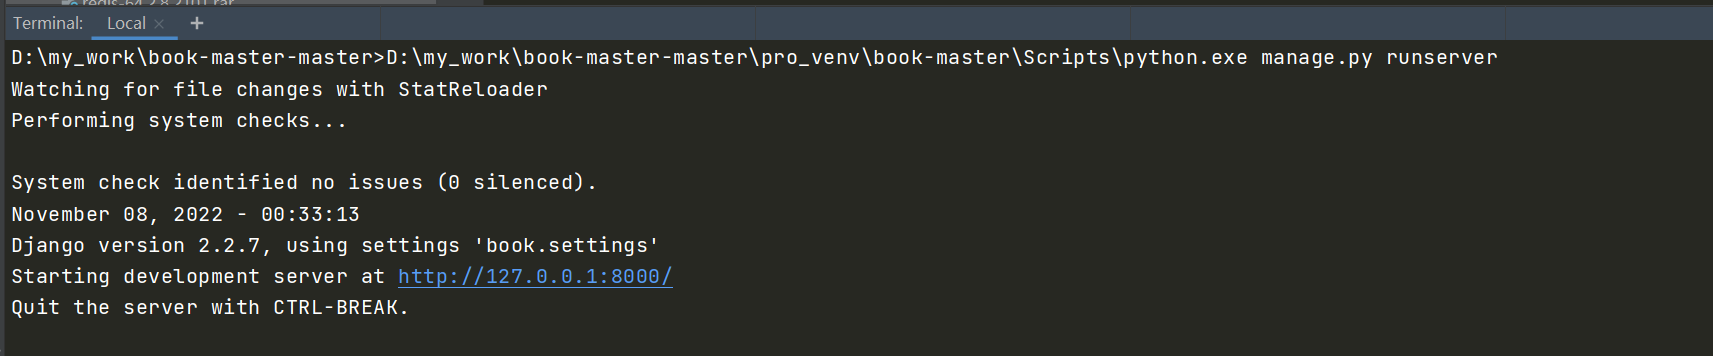 Terminal: Local × +
D:\my_work\book-master-master>D:\my_work\book-master-master\pro_venv\book-master\Scripts\python.exe manage.py runserver
Watching for file changes with StatReloader
Performing system checks...
System check identified no issues (0 silenced).
November 08, 2022 - 00:33:13
Django version 2.2.7, using settings 'book.settings'
Starting development server at http://127.0.0.1:8000/
Quit the server with CTRL-BREAK.